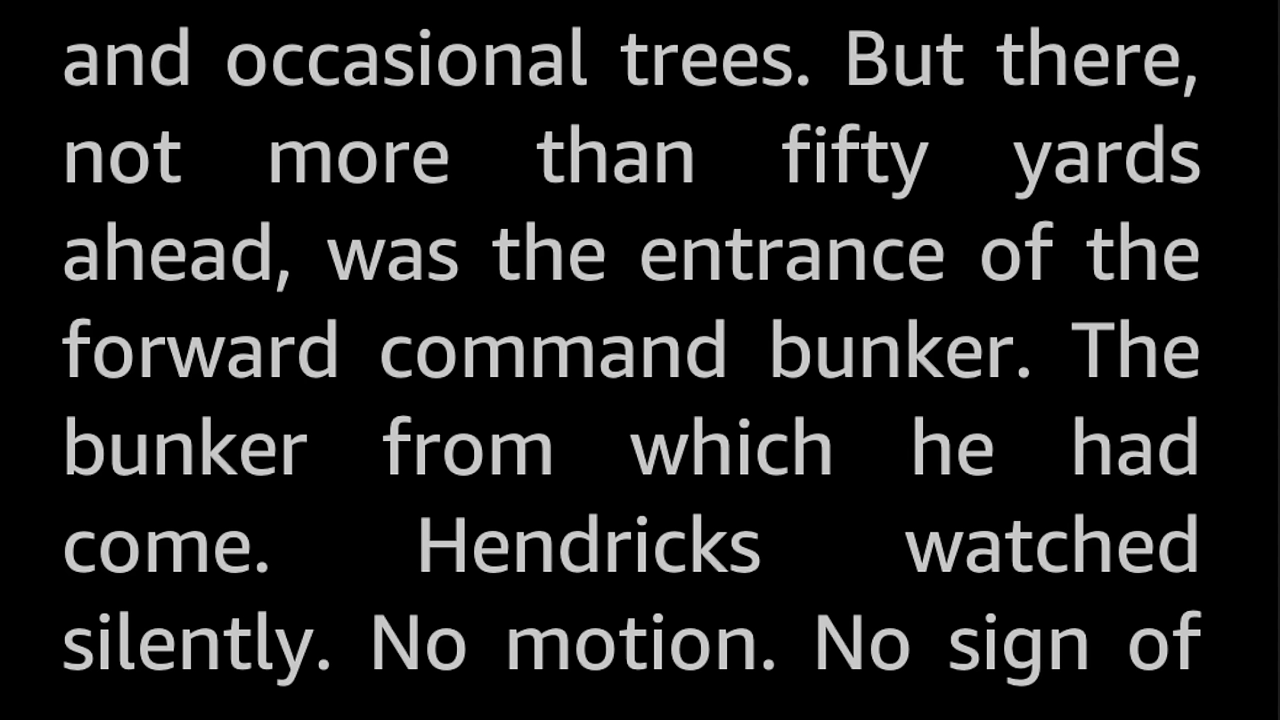 and occasional trees. But there,
not more than fifty yards
ahead, was the entrance of the
forward command bunker. The
bunker from which he had
come. Hendricks watched
silently. No motion. No sign of